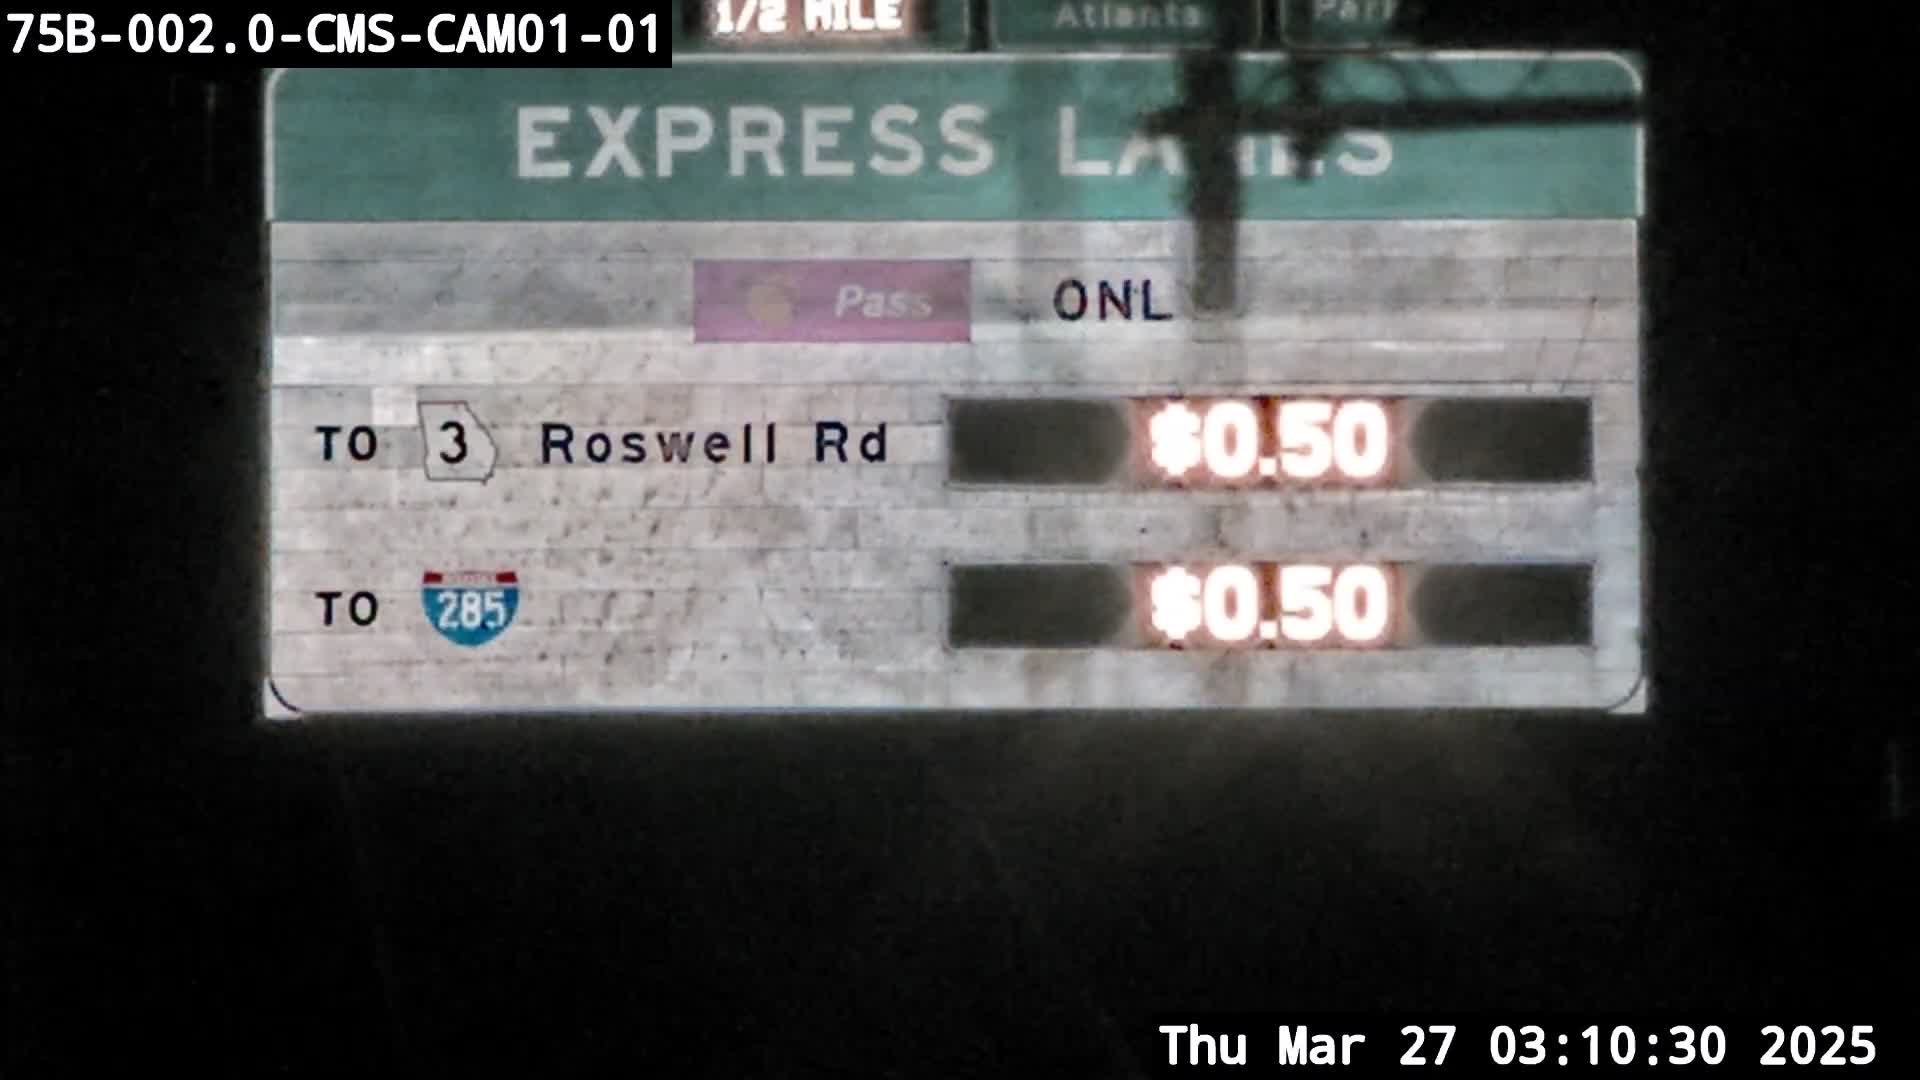 75B-002.0-CMS-CAM01-01
1/2 MILE
Atlanta
EXPRESS LANES
Pass ONL
TO 3 Roswell Rd $0.50
TO 285 $0.50
Thu Mar 27 03:10:30 2025